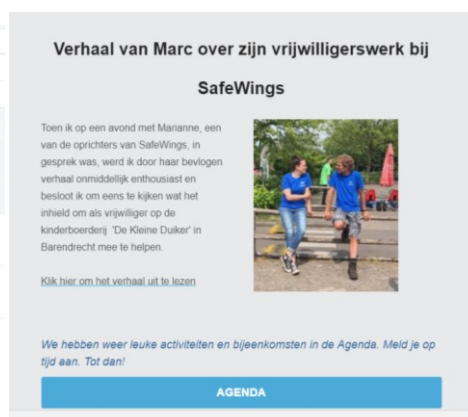 Verhaal van Marc over zijn vrijwilligerswerk bij
SafeWings
Toen ik op een avond met Marianne, een
van de oprichters van SafeWings, in
gesprek was, werd ik door haar bevlogen
verhaal onmiddellijk enthousiast en
besloot ik om eens te kijken wat het
inhield om als vrijwilliger op de
kinderboerderij 'De Kleine Duiker' in
Barendrecht mee te helpen.
Klik hier om het verhaal uit te lezen
We hebben weer leuke activiteiten en bijeenkomsten in de Agenda. Meld je op
tijd aan. Tot dan!
AGENDA